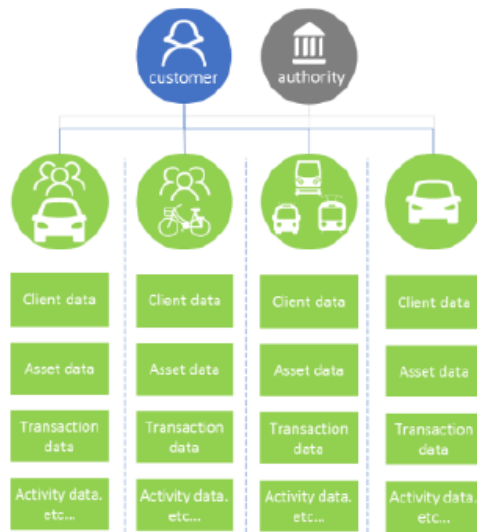 customer
authority
Client data
Client data
Client data
Client data
Asset data
Asset data
Asset data
Asset data
Transaction
data
Transaction
data
Transaction
data
Transaction
data
Activity data,
etc...
Activity data,
etc...
Activity data,
etc...
Activity data,
etc...